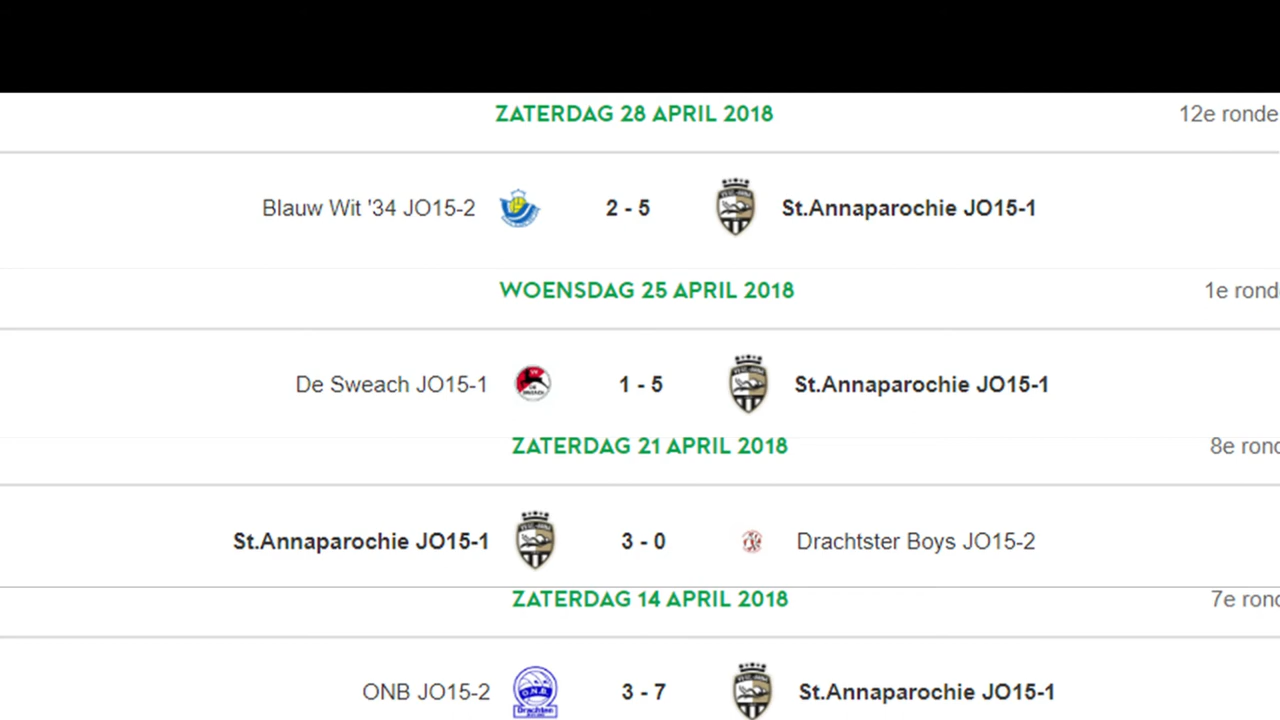 ZATERDAG 28 APRIL 2018 12e ronde
Blauw Wit '34 JO15-2 2 - 5 St.Annaparochie JO15-1
WOENSDAG 25 APRIL 2018 1e rond
De Sweach JO15-1 1 - 5 St.Annaparochie JO15-1
ZATERDAG 21 APRIL 2018 8e rond
St.Annaparochie JO15-1 3 - 0 Drachtster Boys JO15-2
ZATERDAG 14 APRIL 2018 7e rond
ONB JO15-2 O.N.B. Drachten 3 - 7 St.Annaparochie JO15-1